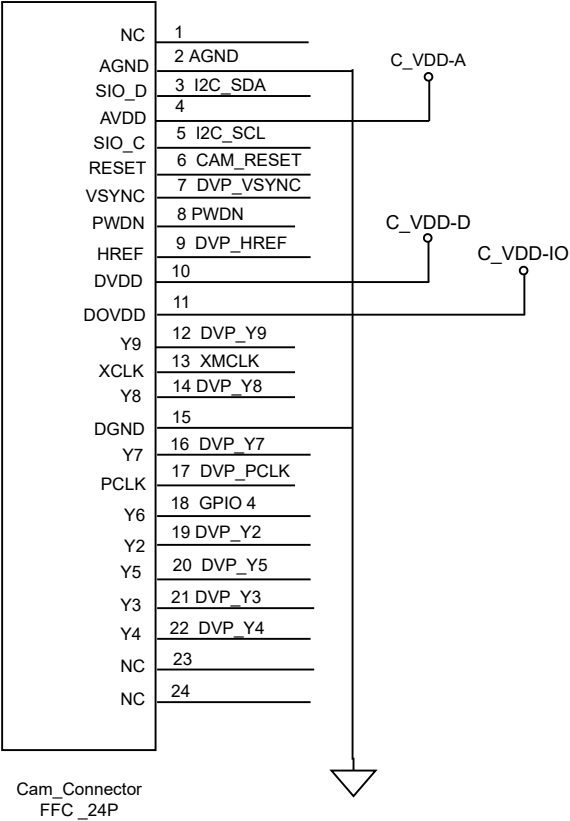 NC 1
AGND 2 AGND
C_VDD-A
SIO_D 3 I2C_SDA
AVDD 4
SIO_C 5 I2C_SCL
RESET 6 CAM_RESET
VSYNC 7 DVP_VSYNC
PWDN 8 PWDN
C_VDD-D
HREF 9 DVP_HREF
C_VDD-IO
DVDD 10
DOVDD 11
Y9 12 DVP_Y9
XCLK 13 XMCLK
Y8 14 DVP_Y8
DGND 15
Y7 16 DVP_Y7
PCLK 17 DVP_PCLK
Y6 18 GPIO 4
Y2 19 DVP_Y2
Y5 20 DVP_Y5
Y3 21 DVP_Y3
Y4 22 DVP_Y4
NC 23
NC 24
Cam_Connector
FFC _24P